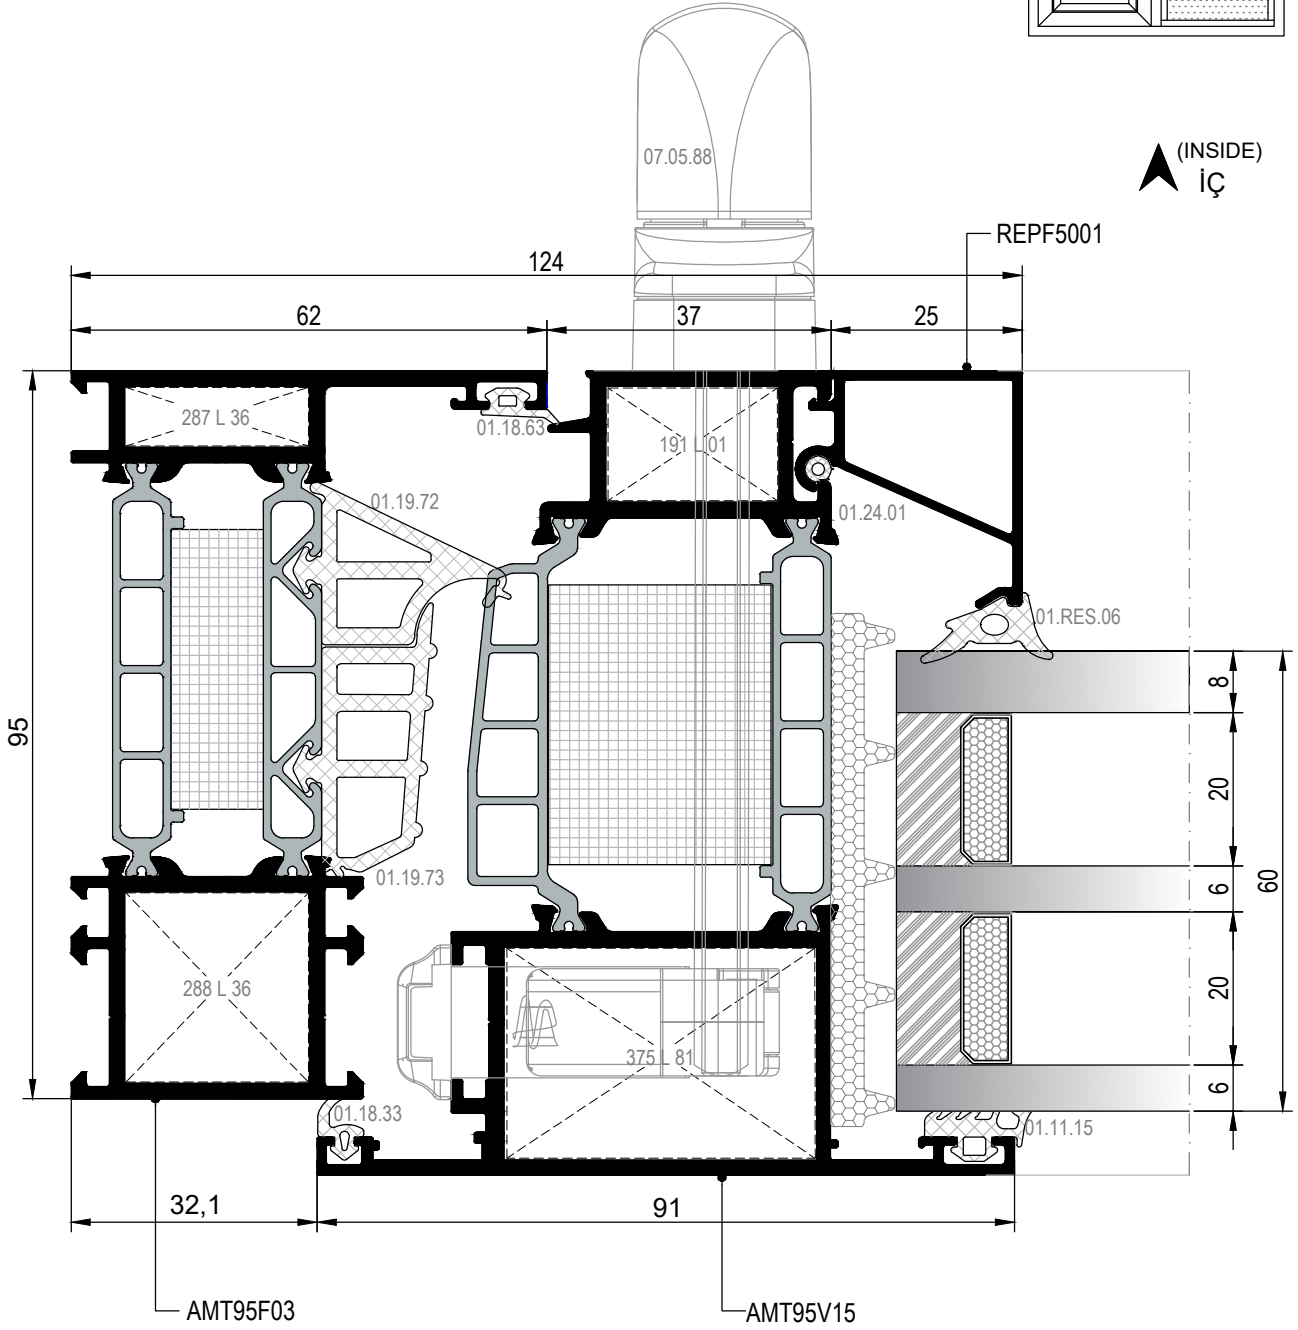 07.05.88
(INSIDE)
İÇ
REPF5001
124
62
37
25
287 L 36
01.18.63
191 L 01
01.19.72
01.24.01
01.RES.06
95
8
20
6
60
20
6
01.19.73
288 L 36
375 L 81
01.18.33
01.11.15
32,1
91
AMT95F03
AMT95V15